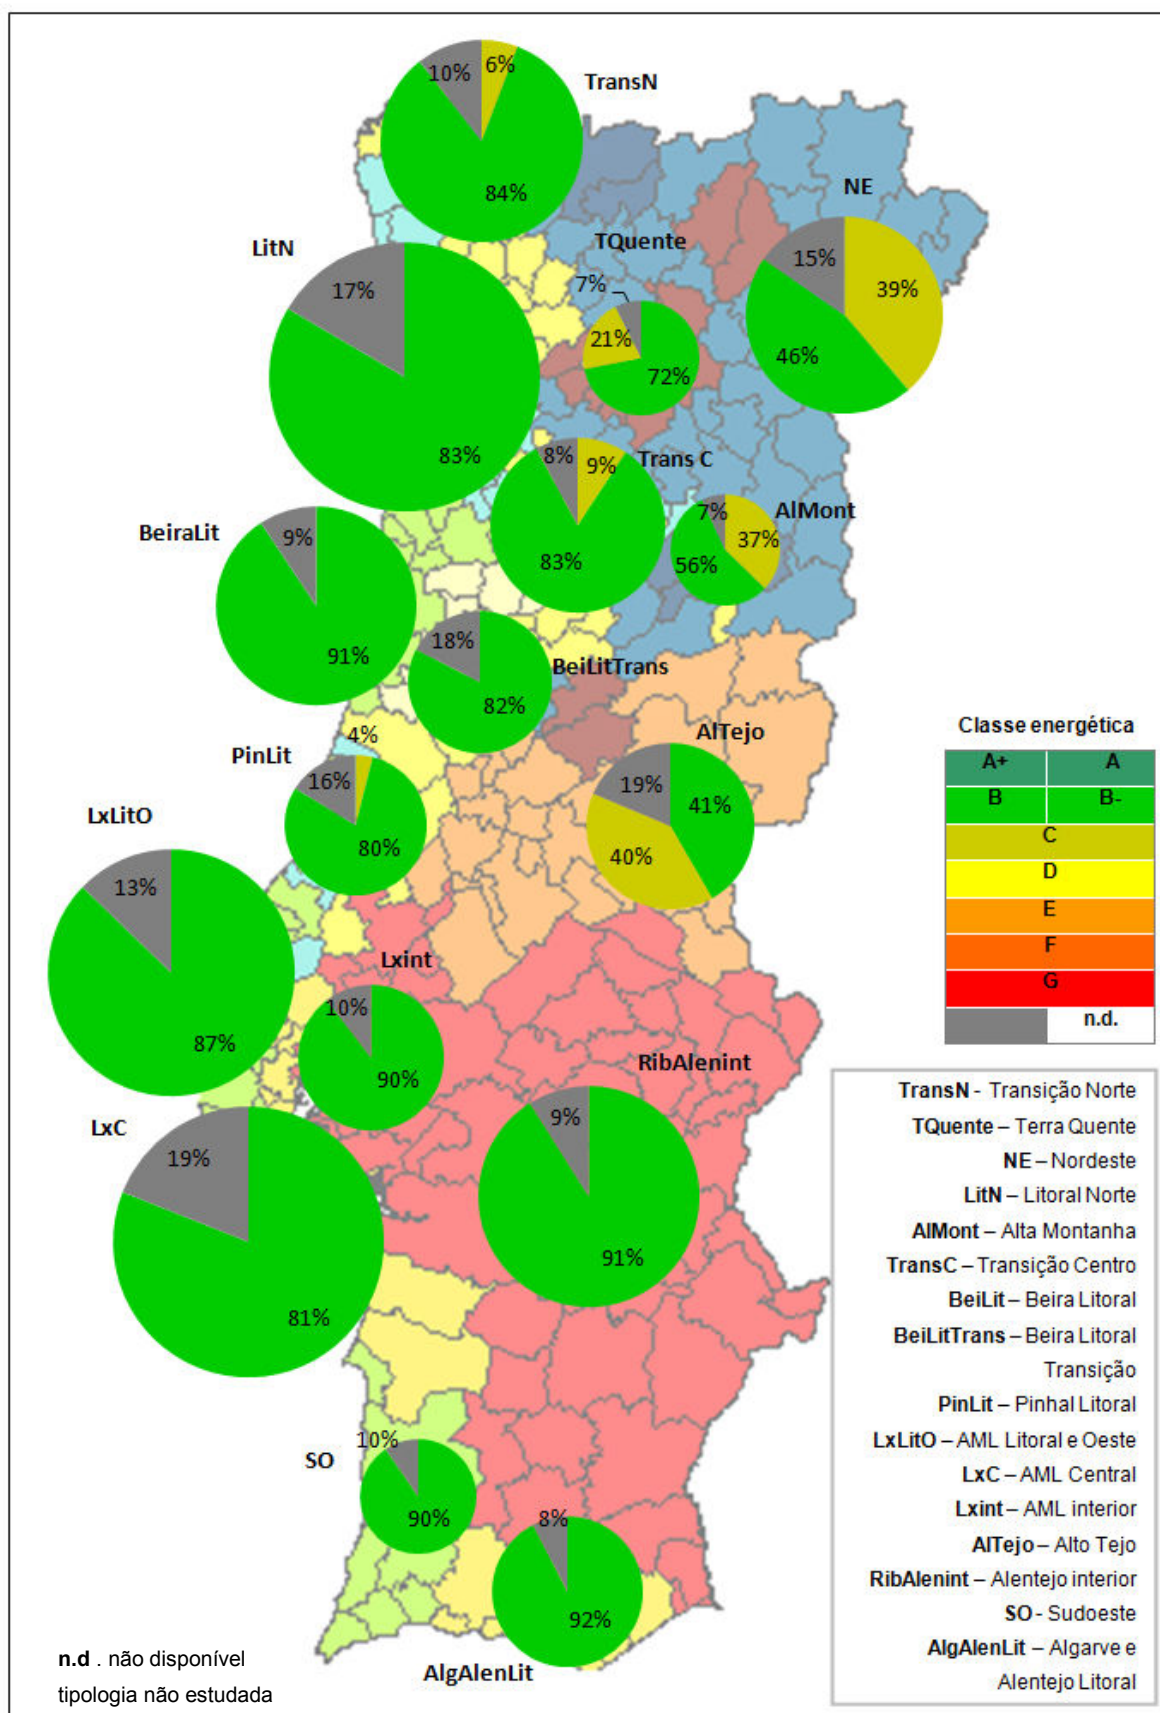 10%
6%
TransN
84%
NE
LitN
TQuente
17%
7%
15%
39%
21%
46%
72%
83%
8%
9%
Trans C
BeiraLit
9%
7%
AlMont
37%
83%
56%
91%
18%
BeiLitTrans
82%
AlTejo
4%
PinLit
16%
19%
41%
LxLitO
80%
40%
13%
Lxint
10%
87%
90%
RibAlenint
LxC
9%
19%
91%
81%
10%
SO
90%
8%
92%
AlgAlenLit
Classe energética
A+ A
B B-
C
D
E
F
G
n.d.
TransN - Transição Norte
TQuente – Terra Quente
NE – Nordeste
LitN – Litoral Norte
AlMont – Alta Montanha
TransC – Transição Centro
BeiLit – Beira Litoral
BeiLitTrans – Beira Litoral
Transição
PinLit – Pinhal Litoral
LxLitO – AML Litoral e Oeste
LxC – AML Central
Lxint – AML interior
AlTejo – Alto Tejo
RibAlenint – Alentejo interior
SO - Sudoeste
AlgAlenLit – Algarve e
Alentejo Litoral
n.d . não disponível
tipologia não estudada